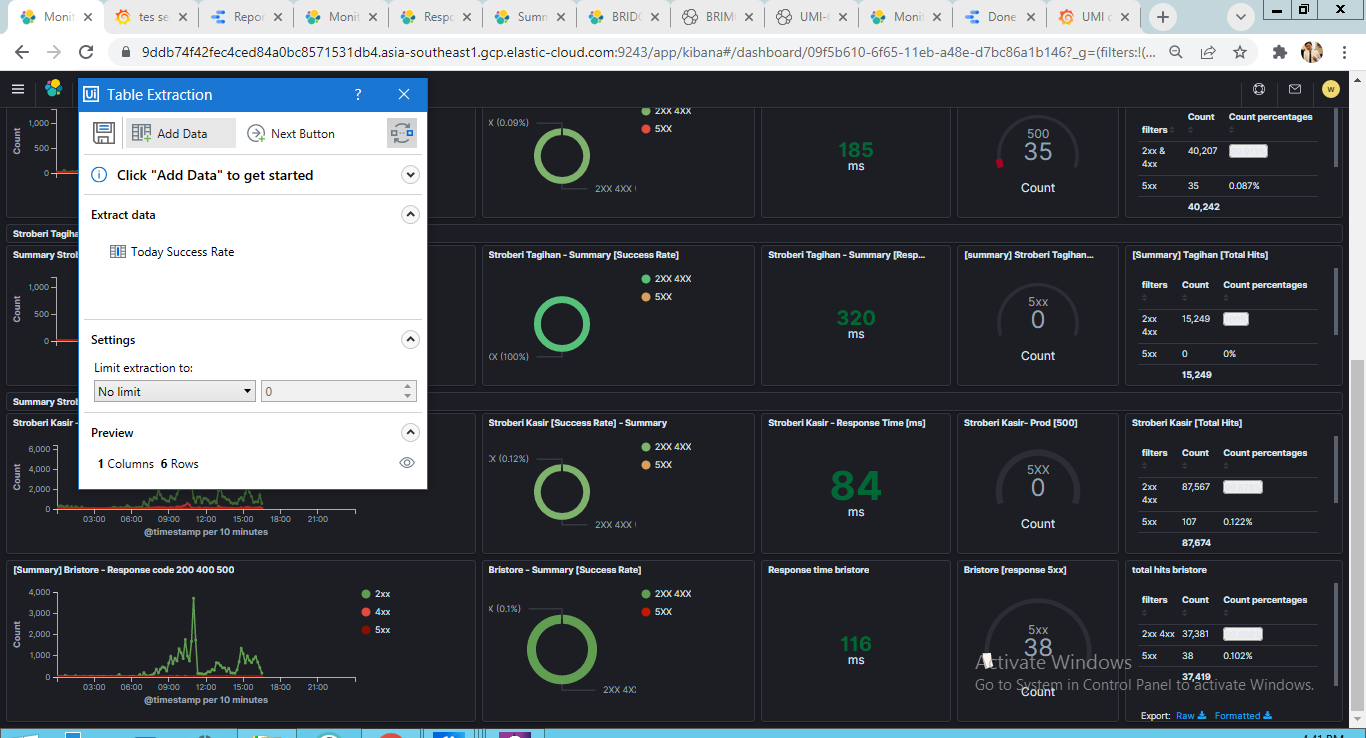 Monit
tes se
Repor
Monit
Respo
Summ
BRIDG
BRIM
UMI-
Monit
Done
UMI c
9ddb74f42fec4ced84a0bc8571531db4.asia-southeast1.gcp.elastic-cloud.com:9243/app/kibana#/dashboard/09f5b610-6f65-11eb-a48e-d7bc86a1b146?_g=(filters:!(...
W
Ui Table Extraction ?
Add Data Next Button
Click "Add Data" to get started
Extract data
Today Success Rate
Settings
Limit extraction to:
No limit 0
Preview
1 Columns 6 Rows
Count
1,000
500
0
X (0.09%)
2XX 4XX
5XX
2XX 4XX (
185
ms
500
35
Count
filters Count Count percentages
2xx & 4xx 40,207
5xx 35 0.087%
40,242
Stroberi Tagiha
Summary Strob
Count
1,000
500
0
Stroberi Tagihan - Summary [Success Rate]
2XX 4XX
5XX
(X (100%)
Stroberi Tagihan - Summary [Resp...
320
ms
[summary] Stroberi Tagihan...
5xx
0
Count
[Summary] Tagihan [Total Hits]
filters Count Count percentages
2xx 4xx 15,249
5xx 0 0%
15,249
Summary Strob
Stroberi Kasir -
Count
6,000
4,000
2,000
0
03:00 06:00 09:00 12:00 15:00 18:00 21:00
@timestamp per 10 minutes
Stroberi Kasir [Success Rate] - Summary
2XX 4XX
5XX
X (0.12%)
2XX 4XX (
Stroberi Kasir - Response Time [ms]
84
ms
Stroberi Kasir- Prod [500]
5XX
0
Count
Stroberi Kasir [Total Hits]
filters Count Count percentages
2xx 4xx 87,567
5xx 107 0.122%
87,674
[Summary] Bristore - Response code 200 400 500
Count
4,000
3,000
2,000
1,000
0
03:00 06:00 09:00 12:00 15:00 18:00 21:00
@timestamp per 10 minutes
2xx
4xx
5xx
Bristore - Summary [Success Rate]
2XX 4XX
5XX
X (0.1%)
2XX 4X
Response time bristore
116
ms
Bristore [response 5xx]
5xx
38
Count
total hits bristore
filters Count Count percentages
2xx 4xx 37,381
5xx 38 0.102%
37,419
Export: Raw Formatted
Activate Windows
Go to System in Control Panel to activate Windows.
4:41 PM